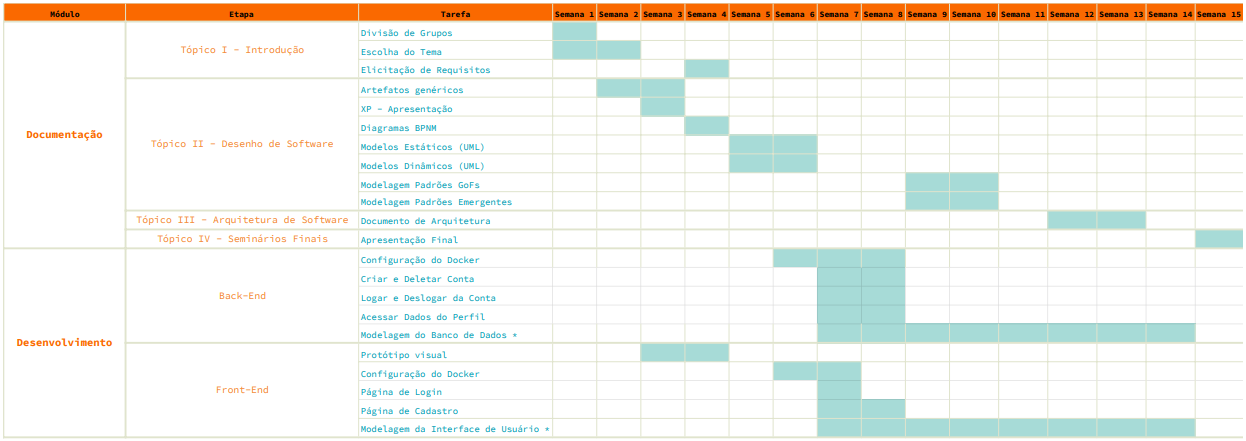 Módulo Etapa Tarefa Semana 1 Semana 2 Semana 3 Semana 4 Semana 5 Semana 6 Semana 7 Semana 8 Semana 9 Semana 10 Semana 11 Semana 12 Semana 13 Semana 14 Semana 15
Documentação
Tópico I - Introdução
Divisão de Grupos
Escolha do Tema
Elicitação de Requisitos
Tópico II - Desenho de Software
Artefatos genéricos
XP - Apresentação
Diagramas BPNM
Modelos Estáticos (UML)
Modelos Dinâmicos (UML)
Modelagem Padrões GoFs
Modelagem Padrões Emergentes
Tópico III - Arquitetura de Software Documento de Arquitetura
Tópico IV - Seminários Finais Apresentação Final
Desenvolvimento
Back-End
Configuração do Docker
Criar e Deletar Conta
Logar e Deslogar da Conta
Acessar Dados do Perfil
Modelagem do Banco de Dados *
Front-End
Protótipo visual
Configuração do Docker
Página de Login
Página de Cadastro
Modelagem da Interface de Usuário *